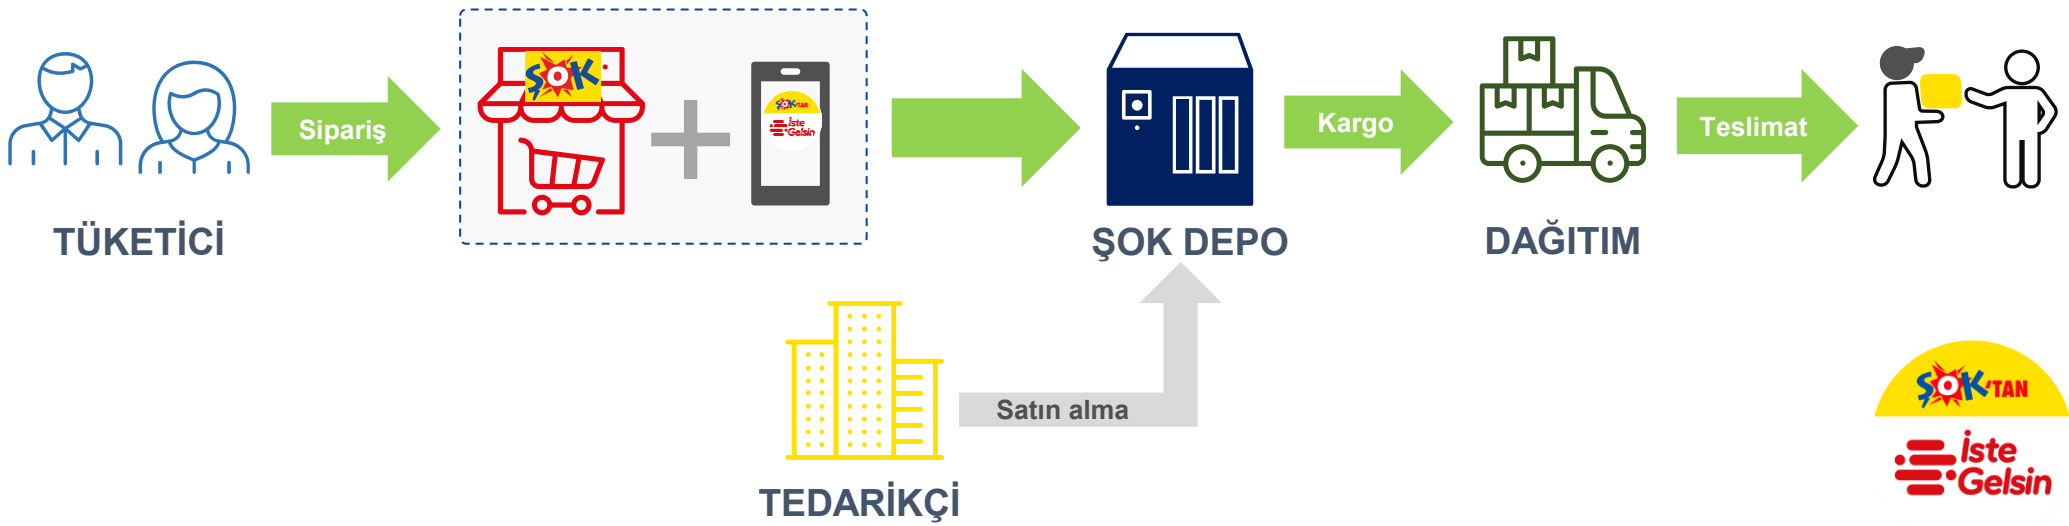 ŞOK
ŞOK'TAN
İste
Gelsin
Sipariş
Kargo
Teslimat
TÜKETİCİ
ŞOK DEPO
DAĞITIM
Satın alma
TEDARİKÇİ
ŞOK'TAN
İste
Gelsin